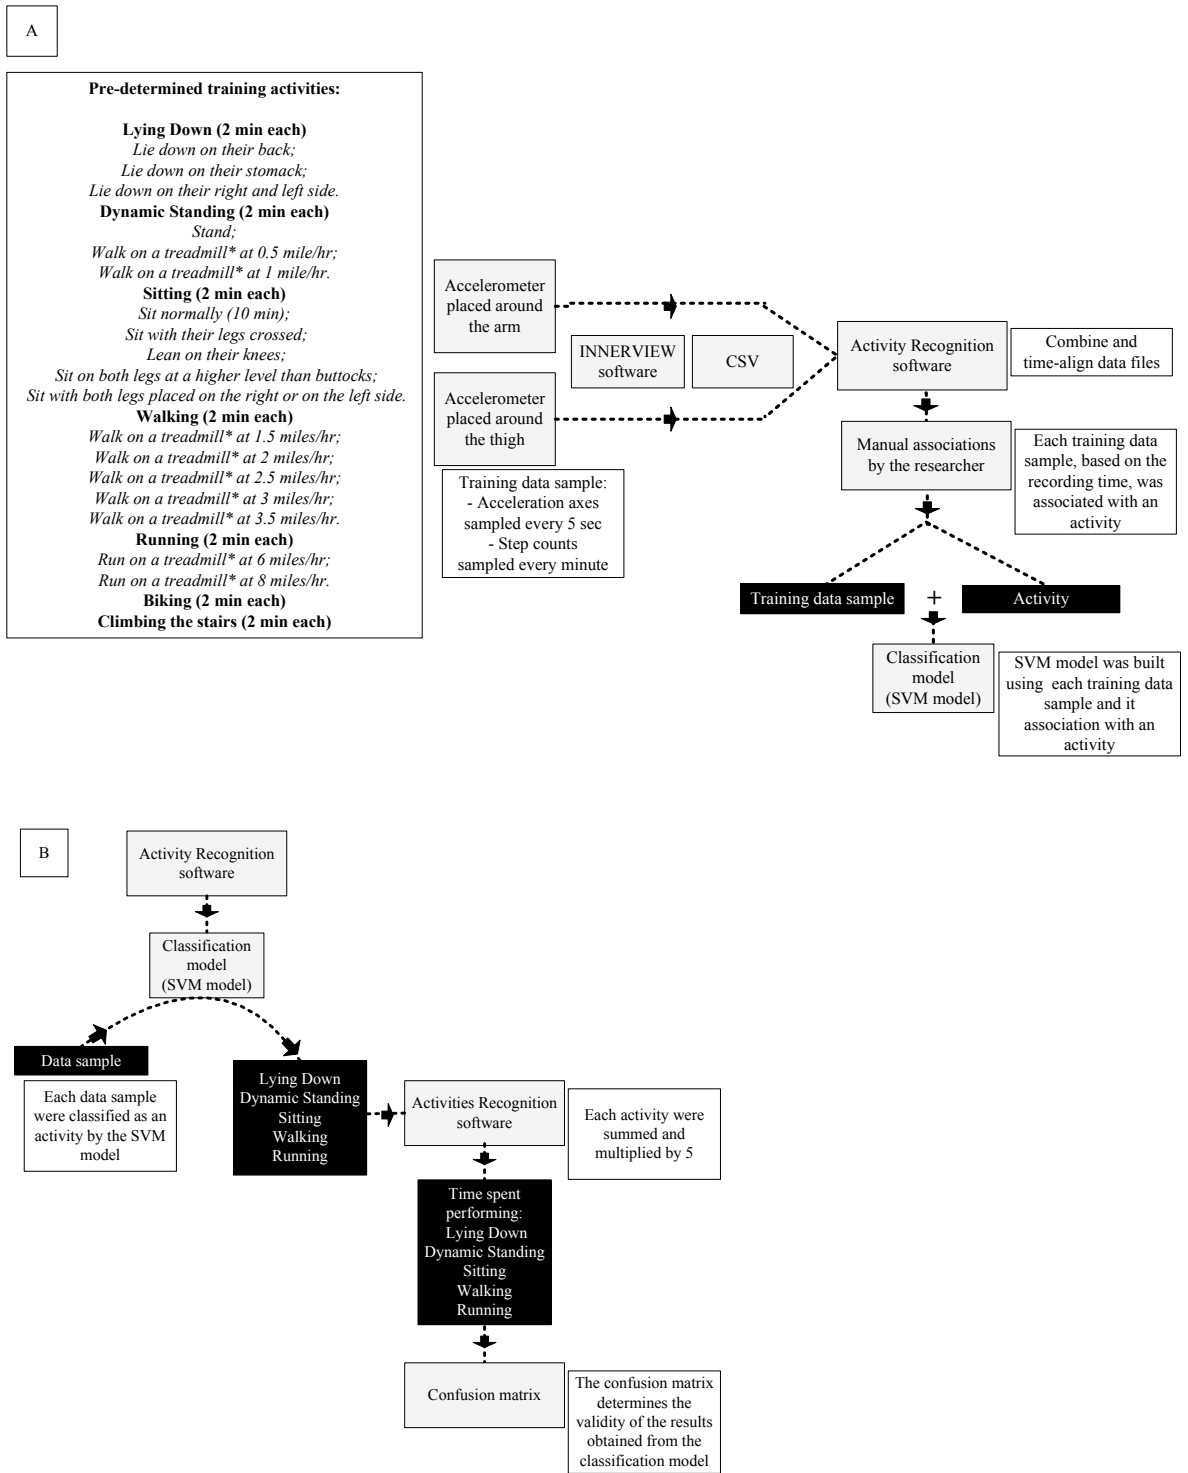 A
Pre-determined training activities:
Lying Down (2 min each)
Lie down on their back;
Lie down on their stomack;
Lie down on their right and left side.
Dynamic Standing (2 min each)
Stand;
Walk on a treadmill* at 0.5 mile/hr;
Walk on a treadmill* at 1 mile/hr.
Sitting (2 min each)
Sit normally (10 min);
Sit with their legs crossed;
Lean on their knees;
Sit on both legs at a higher level than buttocks;
Sit with both legs placed on the right or on the left side.
Walking (2 min each)
Walk on a treadmill* at 1.5 miles/hr;
Walk on a treadmill* at 2 miles/hr;
Walk on a treadmill* at 2.5 miles/hr;
Walk on a treadmill* at 3 miles/hr;
Walk on a treadmill* at 3.5 miles/hr.
Running (2 min each)
Run on a treadmill* at 6 miles/hr;
Run on a treadmill* at 8 miles/hr.
Biking (2 min each)
Climbing the stairs (2 min each)
Accelerometer
placed around
the arm
Accelerometer
placed around
the thigh
Training data sample:
- Acceleration axes
sampled every 5 sec
- Step counts
sampled every minute
INNERVIEW
software
CSV
Activity Recognition
software
Combine and
time-align data files
Manual associations
by the researcher
Each training data
sample, based on the
recording time, was
associated with an
activity
Training data sample
+
Activity
Classification
model
(SVM model)
SVM model was built
using each training data
sample and it
association with an
activity
B
Activity Recognition
software
Classification
model
(SVM model)
Data sample
Each data sample
were classified as an
activity by the SVM
model
Lying Down
Dynamic Standing
Sitting
Walking
Running
Activities Recognition
software
Each activity were
summed and
multiplied by 5
Time spent
performing:
Lying Down
Dynamic Standing
Sitting
Walking
Running
Confusion matrix
The confusion matrix
determines the
validity of the results
obtained from the
classification model